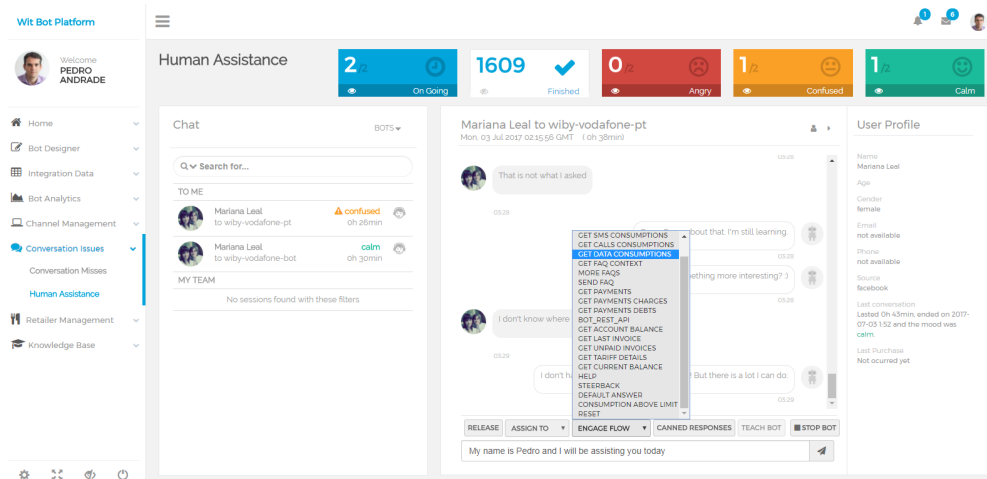 Wit Bot Platform
1
6
Welcome
PEDRO
ANDRADE
Home
Bot Designer
Integration Data
Bot Analytics
Channel Management
Conversation Issues
Conversation Misses
Human Assistance
Retailer Management
Knowledge Base
Human Assistance
2/2
On Going
1609
Finished
0/2
Angry
1/2
Confused
1/2
Calm
Chat
BOTS
Search for...
TO ME
Mariana Leal
confused
to wiby-vodafone-pt
0h 26min
Mariana Leal
calm
to wiby-vodafone-bot
0h 30min
MY TEAM
No sessions found with these filters
Mariana Leal to wiby-vodafone-pt
Mon, 03 Jul 2017 02:15:56 GMT ( 0h 38min)
03:28
That is not what I asked
03:28
bout that. I'm still learning.
03:28
ething more interesting? :)
03:28
I don't know where
03:28
I don't h
? But there is a lot I can do:
03:29
GET SMS CONSUMPTIONS
GET CALLS CONSUMPTIONS
GET DATA CONSUMPTIONS
GET FAQ CONTEXT
MORE FAQS
SEND FAQ
GET PAYMENTS
GET PAYMENTS CHARGES
GET PAYMENTS DEBTS
BOT_REST_API
GET ACCOUNT BALANCE
GET LAST INVOICE
GET UNPAID INVOICES
GET TARIFF DETAILS
GET CURRENT BALANCE
HELP
STEERBACK
DEFAULT ANSWER
CONSUMPTION ABOVE LIMIT
RESET
RELEASE
ASSIGN TO
ENGAGE FLOW
CANNED RESPONSES
TEACH BOT
STOP BOT
My name is Pedro and I will be assisting you today
User Profile
Name
Mariana Leal
Age
Gender
female
Email
not available
Phone
not available
Source
facebook
Last conversation
Lasted 0h 43min, ended on 2017-
07-03 1:52 and the mood was
calm.
Last Purchase
Not ocurred yet